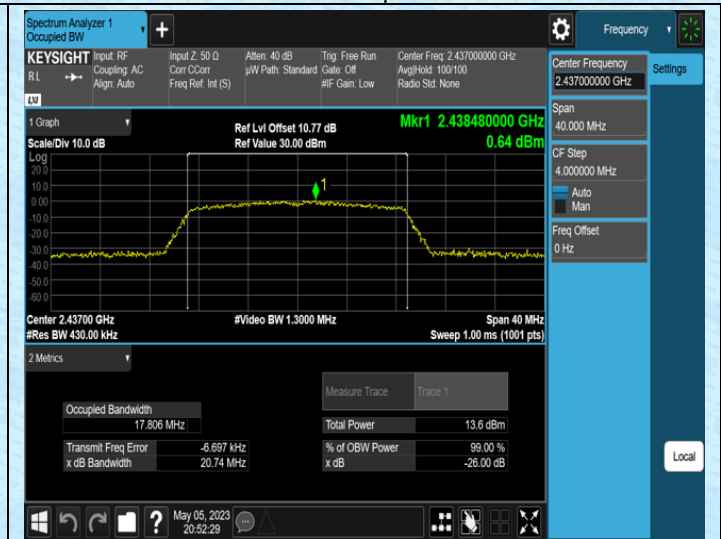 Spectrum Analyzer 1
Occupied BW
+
Frequency
KEYSIGHT
R L
LXI
Input: RF
Coupling: AC
Align: Auto
Input Z: 50 Ω
Corr CCorr
Freq Ref: Int (S)
Atten: 40 dB
µW Path: Standard
Trig: Free Run
Gate: Off
#IF Gain: Low
Center Freq: 2.437000000 GHz
Avg|Hold: 100/100
Radio Std: None
Center Frequency
2.437000000 GHz
Settings
Span
40.000 MHz
CF Step
4.000000 MHz
Auto
Man
Freq Offset
0 Hz
1 Graph
Scale/Div 10.0 dB
Ref Lvl Offset 10.77 dB
Ref Value 30.00 dBm
Mkr1 2.438480000 GHz
0.64 dBm
Log
20.0
10.0
0.00
-10.0
-20.0
-30.0
-40.0
-50.0
-60.0
1
Center 2.43700 GHz
#Res BW 430.00 kHz
#Video BW 1.3000 MHz
Span 40 MHz
Sweep 1.00 ms (1001 pts)
2 Metrics
Measure Trace Trace 1
Occupied Bandwidth
17.806 MHz
Total Power 13.6 dBm
Transmit Freq Error -6.697 kHz
% of OBW Power 99.00 %
x dB Bandwidth 20.74 MHz
x dB -26.00 dB
Local
?
May 05, 2023
20:52:29